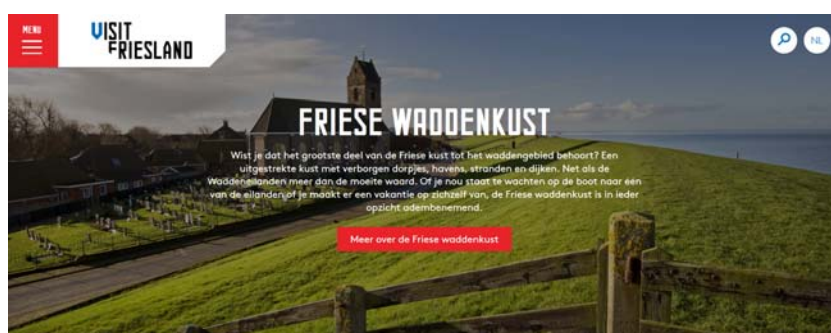 MENU
VISIT
FRIESLAND
NL
FRIESE WADDENKUST
Wist je dat het grootste deel van de Friese kust tot het waddengebied behoort? Een
uitgestrekte kust met verborgen dorpjes, havens, stranden en dijken. Net als de
Waddeneilanden meer dan de moeite waard. Of je nou staat te wachten op de boot naar één
van de eilanden of je maakt er een vakantie op zichzelf van, de Friese waddenkust is in ieder
opzicht adembenemend.
Meer over de Friese waddenkust